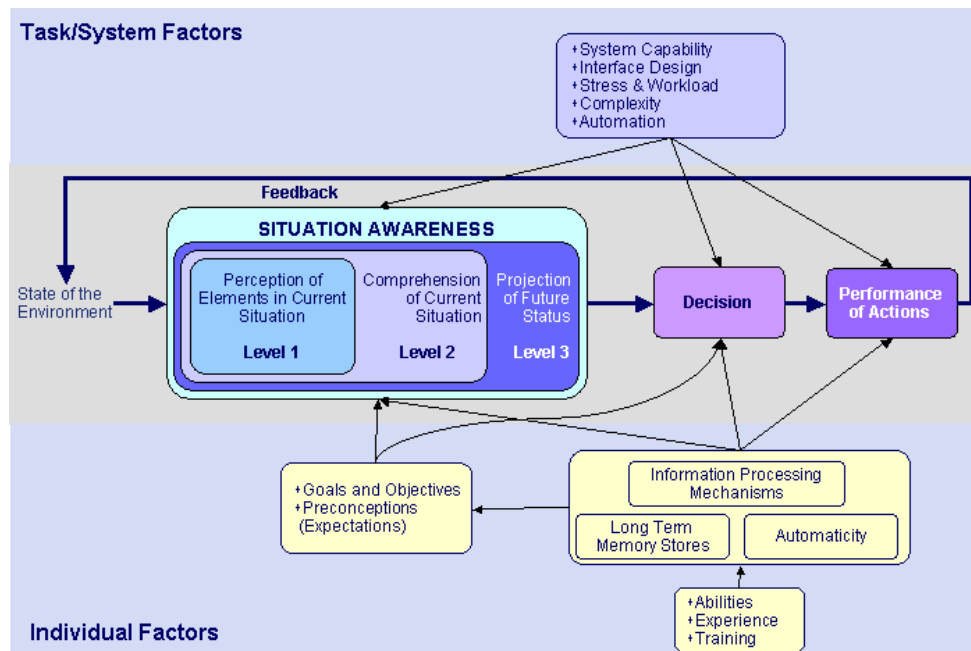 Task/System Factors
+System Capability
+Interface Design
+Stress & Workload
+Complexity
+Automation
Feedback
SITUATION AWARENESS
State of the
Environment
Perception of
Elements in Current
Situation
Level 1
Comprehension
of Current
Situation
Level 2
Projection
of Future
Status
Level 3
Decision
Performance
of Actions
+Goals and Objectives
+Preconceptions
(Expectations)
Information Processing
Mechanisms
Long Term
Memory Stores
Automaticity
+Abilities
+Experience
+Training
Individual Factors